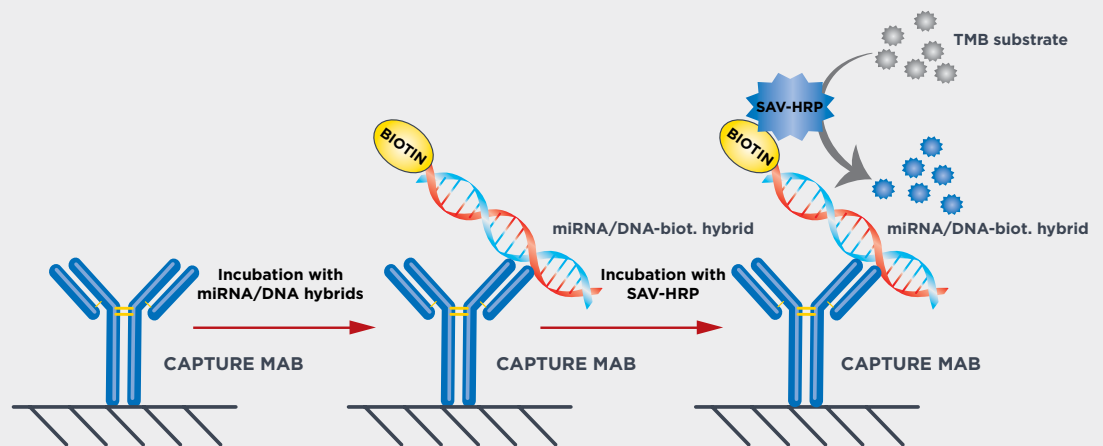 TMB substrate
SAV-HRP
BIOTIN
BIOTIN
miRNA/DNA-biot. hybrid
miRNA/DNA-biot. hybrid
Incubation with
miRNA/DNA hybrids
Incubation with
SAV-HRP
CAPTURE MAB
CAPTURE MAB
CAPTURE MAB